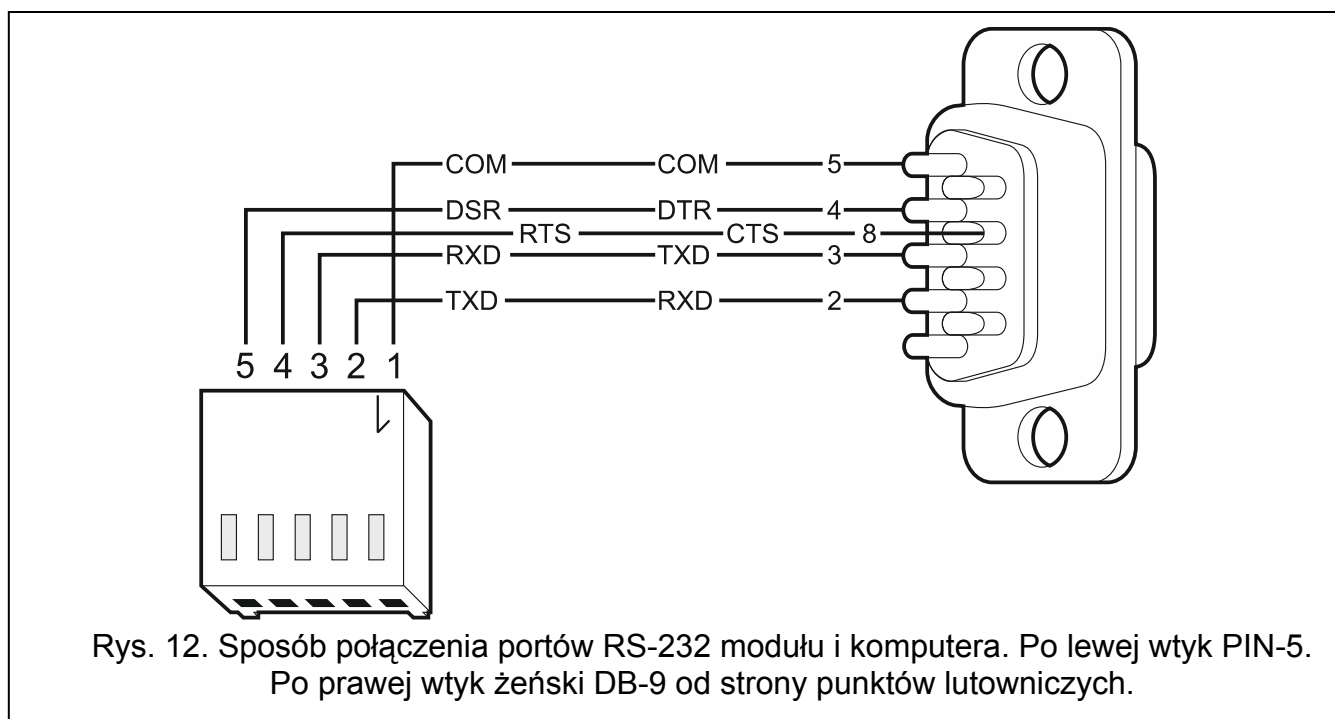 COM COM 5
DSR DTR 4
RTS CTS 8
RXD TXD 3
TXD RXD 2
5 4 3 2 1
Rys. 12. Sposób połączenia portów RS-232 modułu i komputera. Po lewej wtyk PIN-5.
Po prawej wtyk żeński DB-9 od strony punktów lutowniczych.